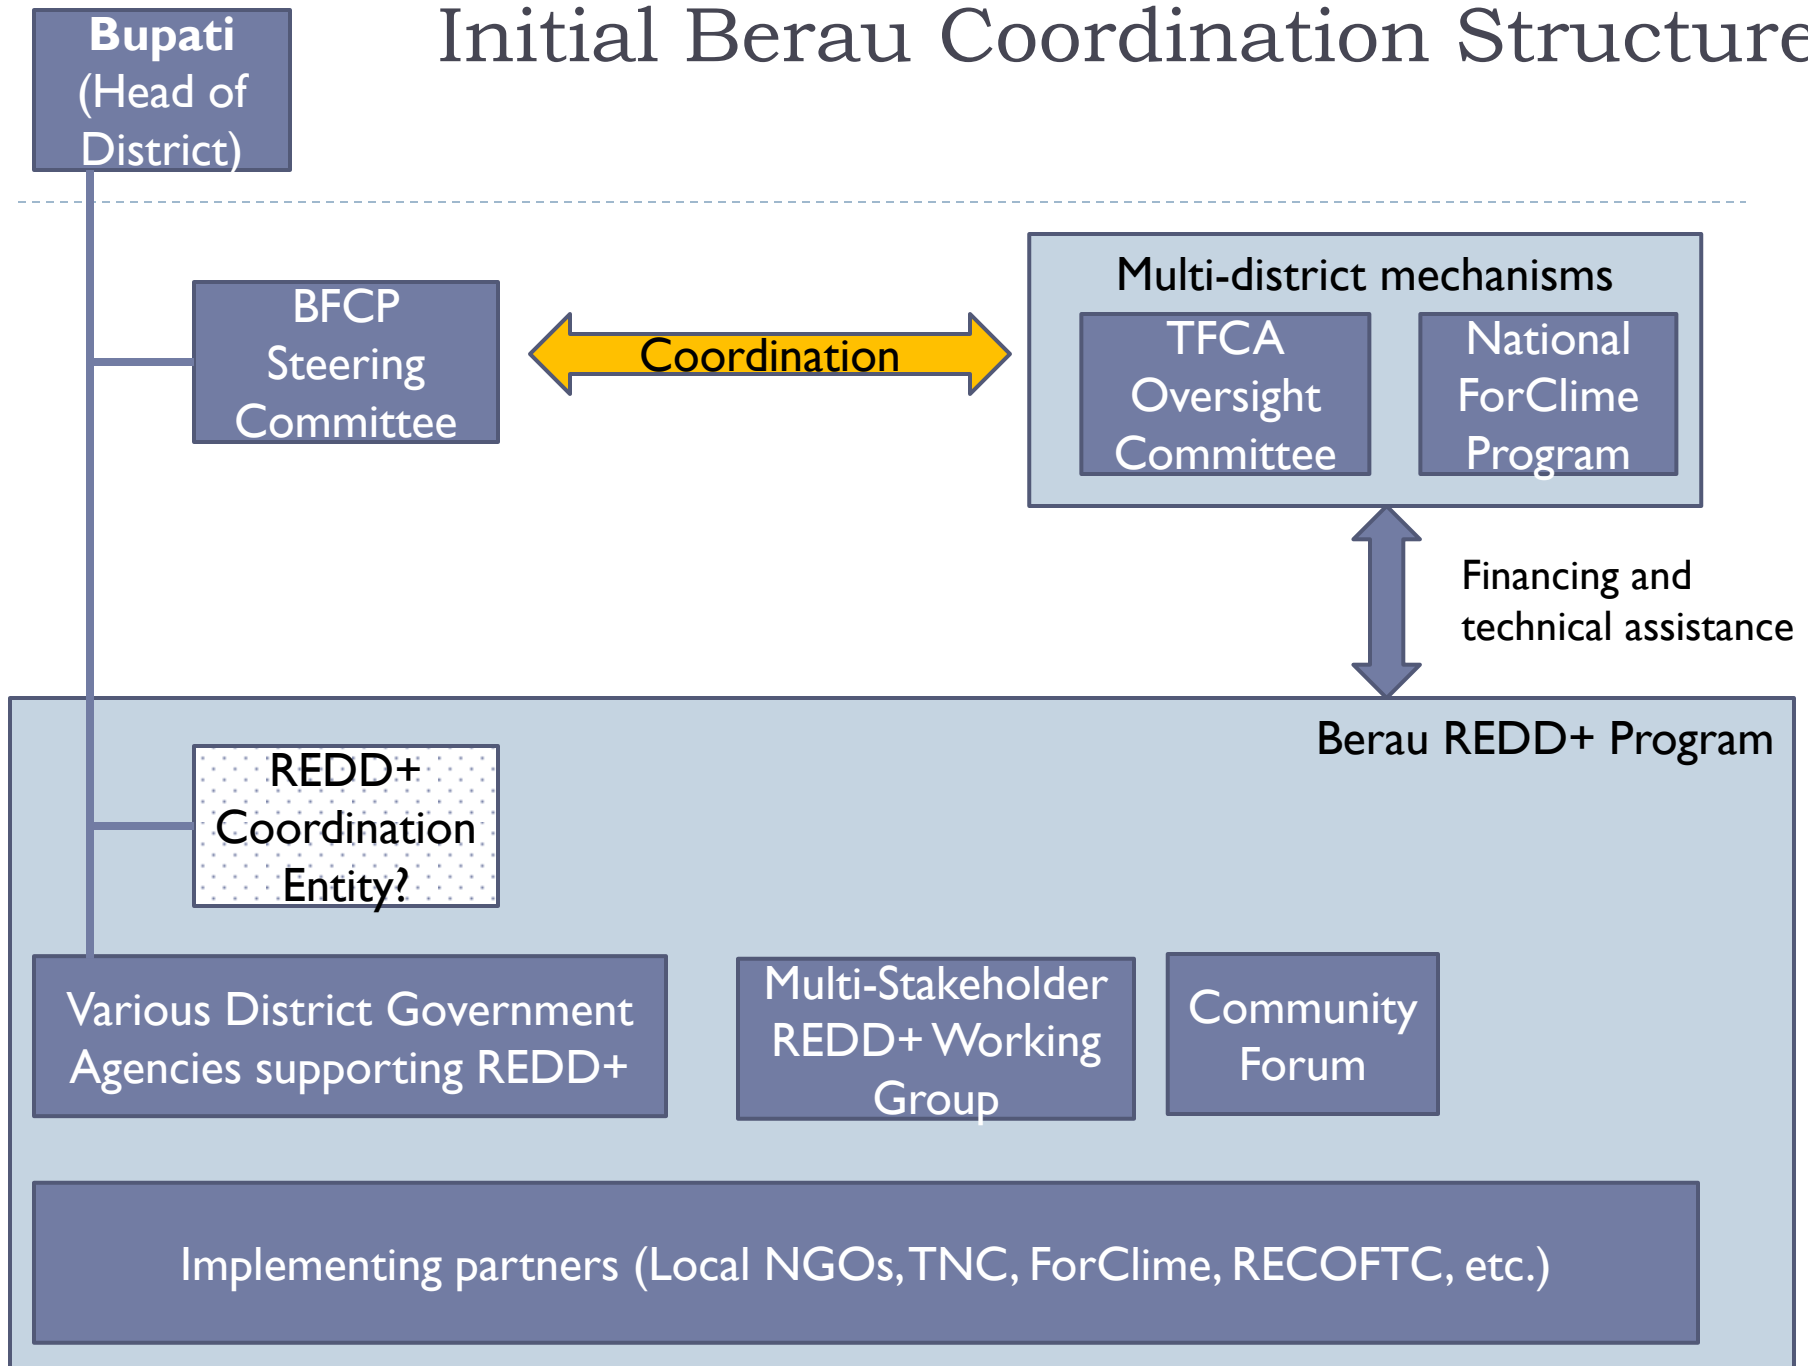 Initial Berau Coordination Structure
Bupati
(Head of
District)
BFCP
Steering
Committee
Coordination
Multi-district mechanisms
TFCA
Oversight
Committee
National
ForClime
Program
Financing and
technical assistance
Berau REDD+ Program
REDD+
Coordination
Entity?
Various District Government
Agencies supporting REDD+
Multi-Stakeholder
REDD+ Working
Group
Community
Forum
Implementing partners (Local NGOs, TNC, ForClime, RECOFTC, etc.)